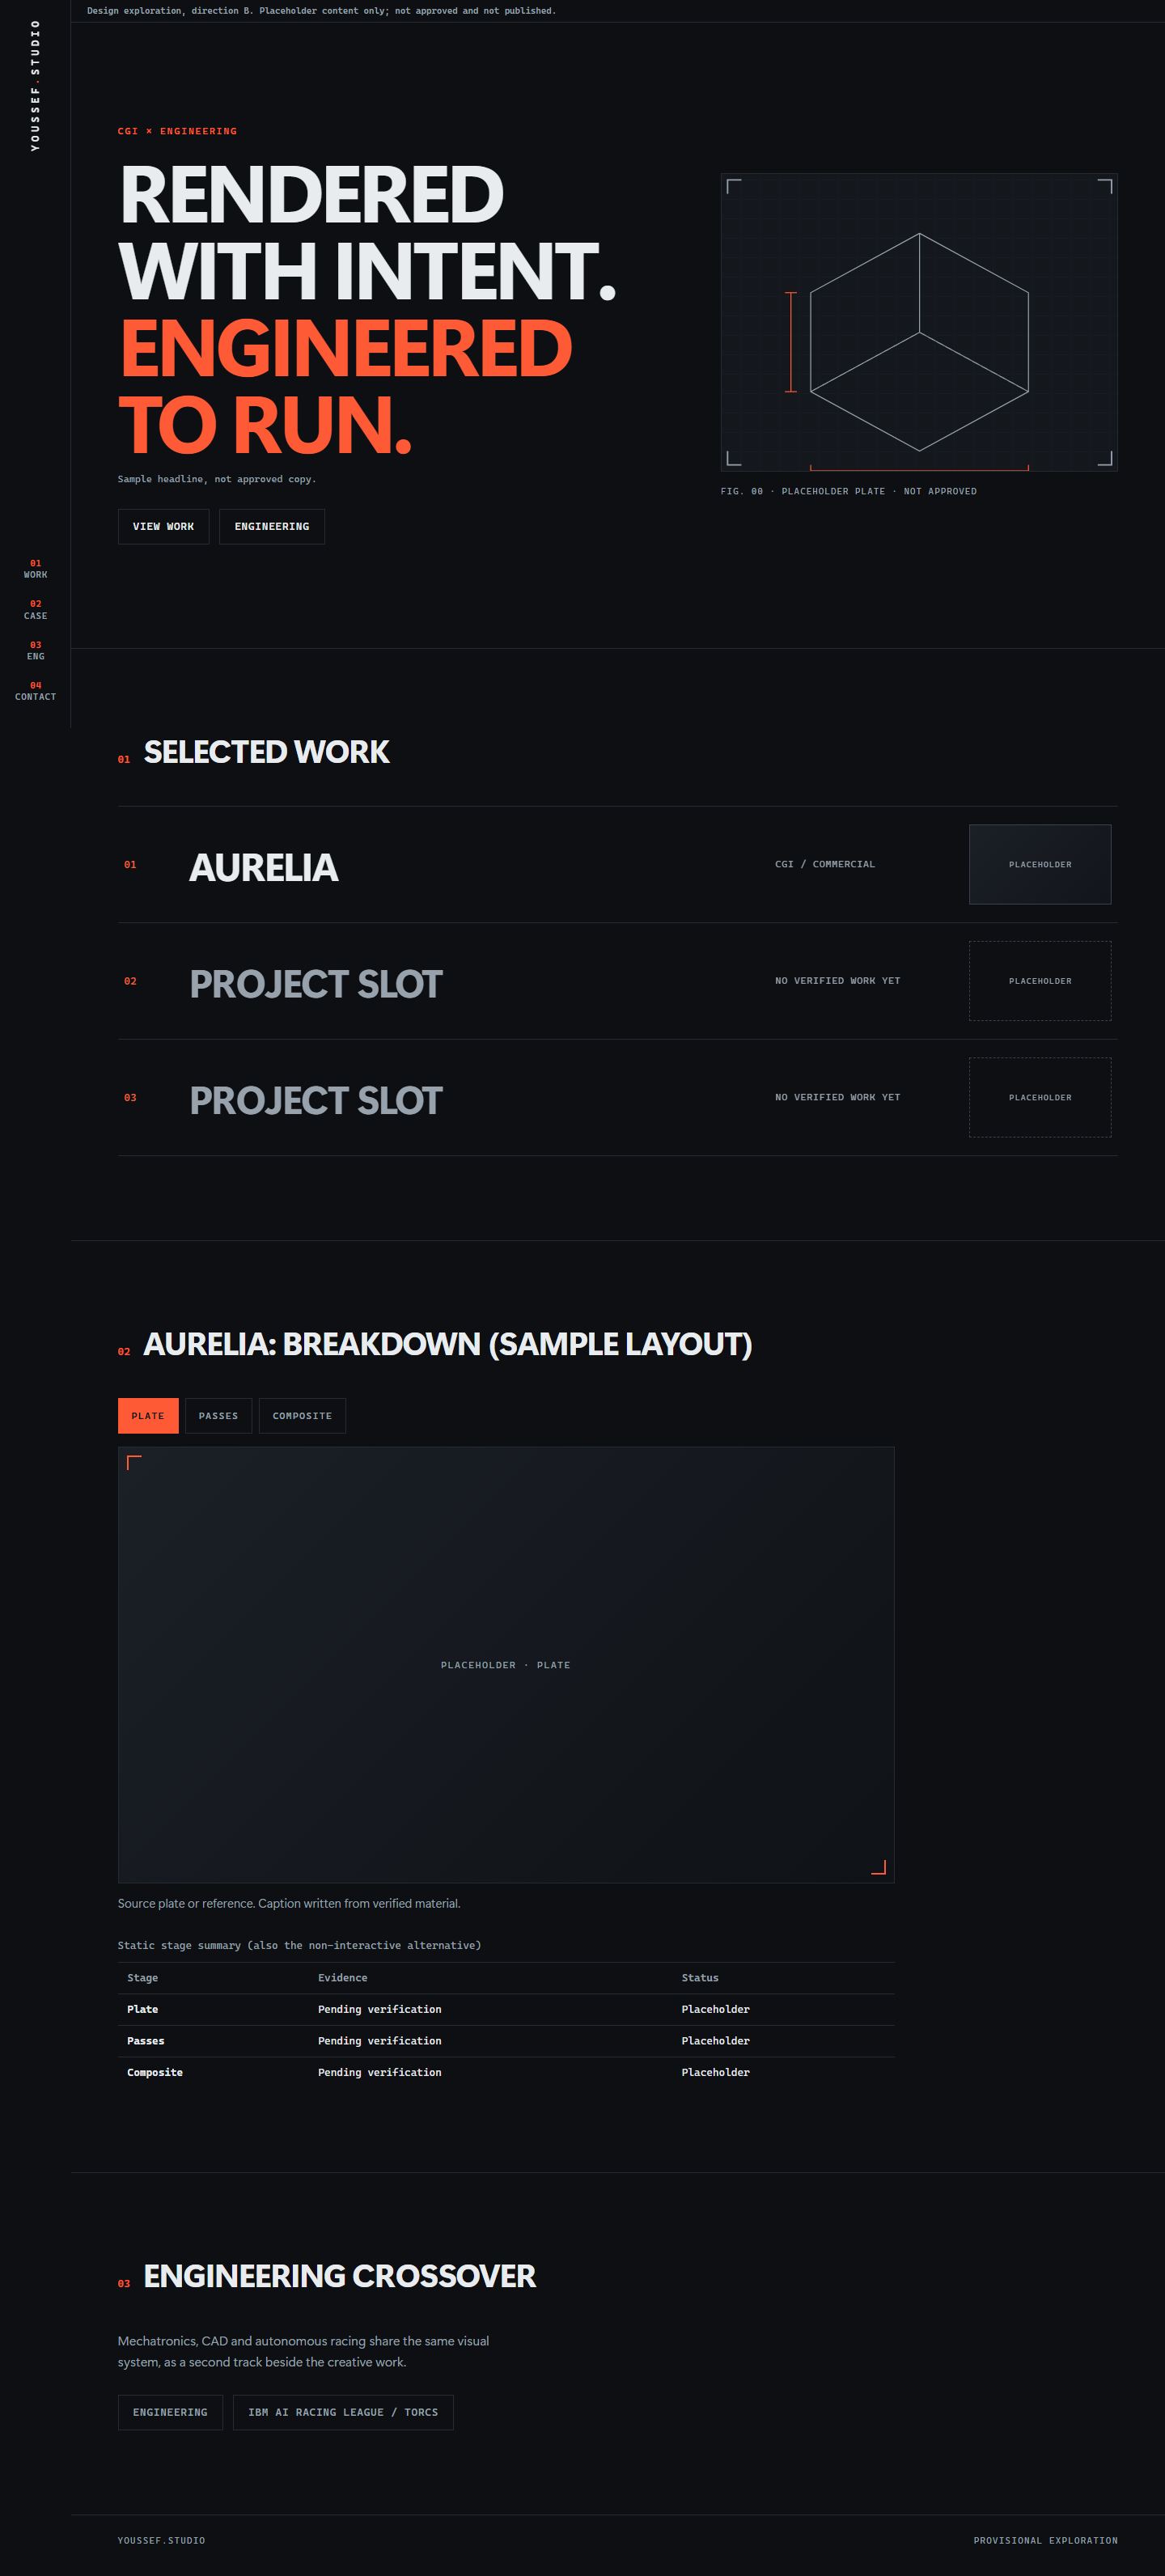 Design exploration, direction B. Placeholder content only; not approved and not published.
YOUSSEF.STUDIO
01
WORK
02
CASE
03
ENG
04
CONTACT
CGI × ENGINEERING
RENDERED
WITH INTENT.
ENGINEERED
TO RUN.
Sample headline, not approved copy.
VIEW WORK
ENGINEERING
FIG. 00 · PLACEHOLDER PLATE · NOT APPROVED
01 SELECTED WORK
01 AURELIA CGI / COMMERCIAL PLACEHOLDER
02 PROJECT SLOT NO VERIFIED WORK YET PLACEHOLDER
03 PROJECT SLOT NO VERIFIED WORK YET PLACEHOLDER
02 AURELIA: BREAKDOWN (SAMPLE LAYOUT)
PLATE PASSES COMPOSITE
PLACEHOLDER · PLATE
Source plate or reference. Caption written from verified material.
Static stage summary (also the non-interactive alternative)
Stage Evidence Status
Plate Pending verification Placeholder
Passes Pending verification Placeholder
Composite Pending verification Placeholder
03 ENGINEERING CROSSOVER
Mechatronics, CAD and autonomous racing share the same visual
system, as a second track beside the creative work.
ENGINEERING IBM AI RACING LEAGUE / TORCS
YOUSSEF.STUDIO PROVISIONAL EXPLORATION